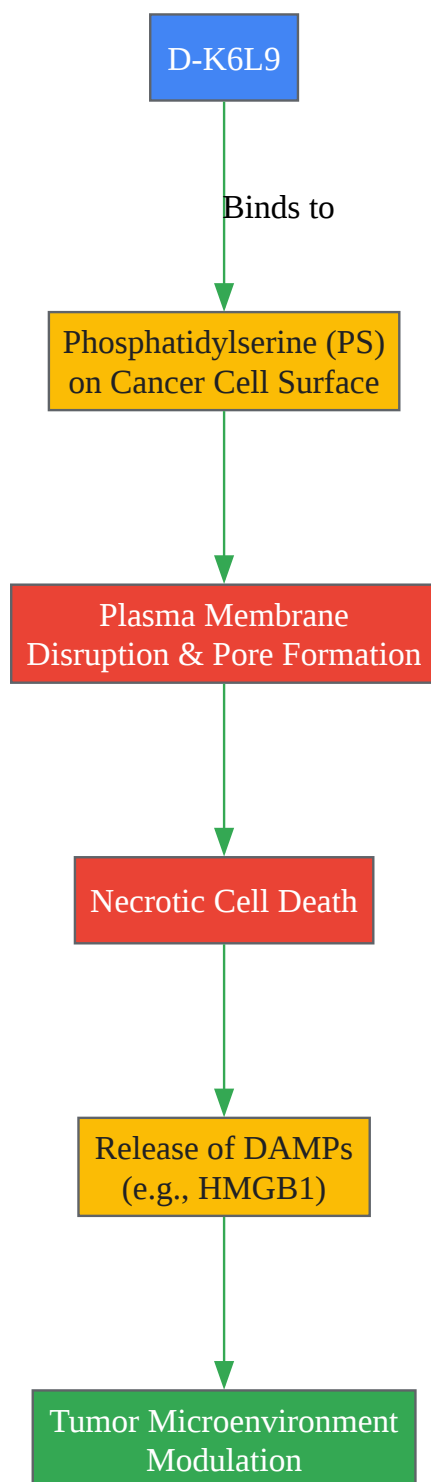 D-K6L9
Binds to
Phosphatidylserine (PS)
on Cancer Cell Surface
Plasma Membrane
Disruption & Pore Formation
Necrotic Cell Death
Release of DAMPs
(e.g., HMGB1)
Tumor Microenvironment
Modulation